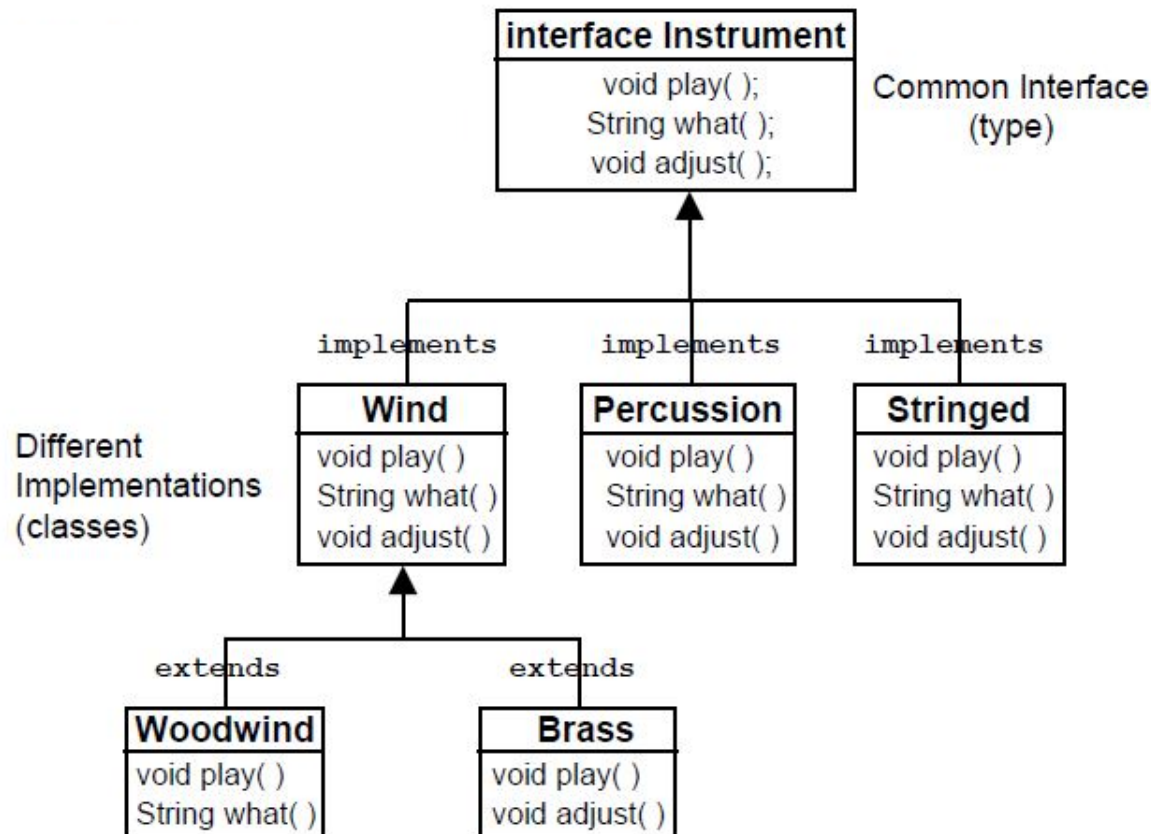 interface Instrument
void play( );
String what( );
void adjust( );
Common Interface
(type)
implements
implements
implements
Wind
void play( )
String what( )
void adjust( )
Percussion
void play( )
String what( )
void adjust( )
Stringed
void play( )
String what( )
void adjust( )
Different
Implementations
(classes)
extends
extends
Woodwind
void play( )
String what( )
Brass
void play( )
void adjust( )